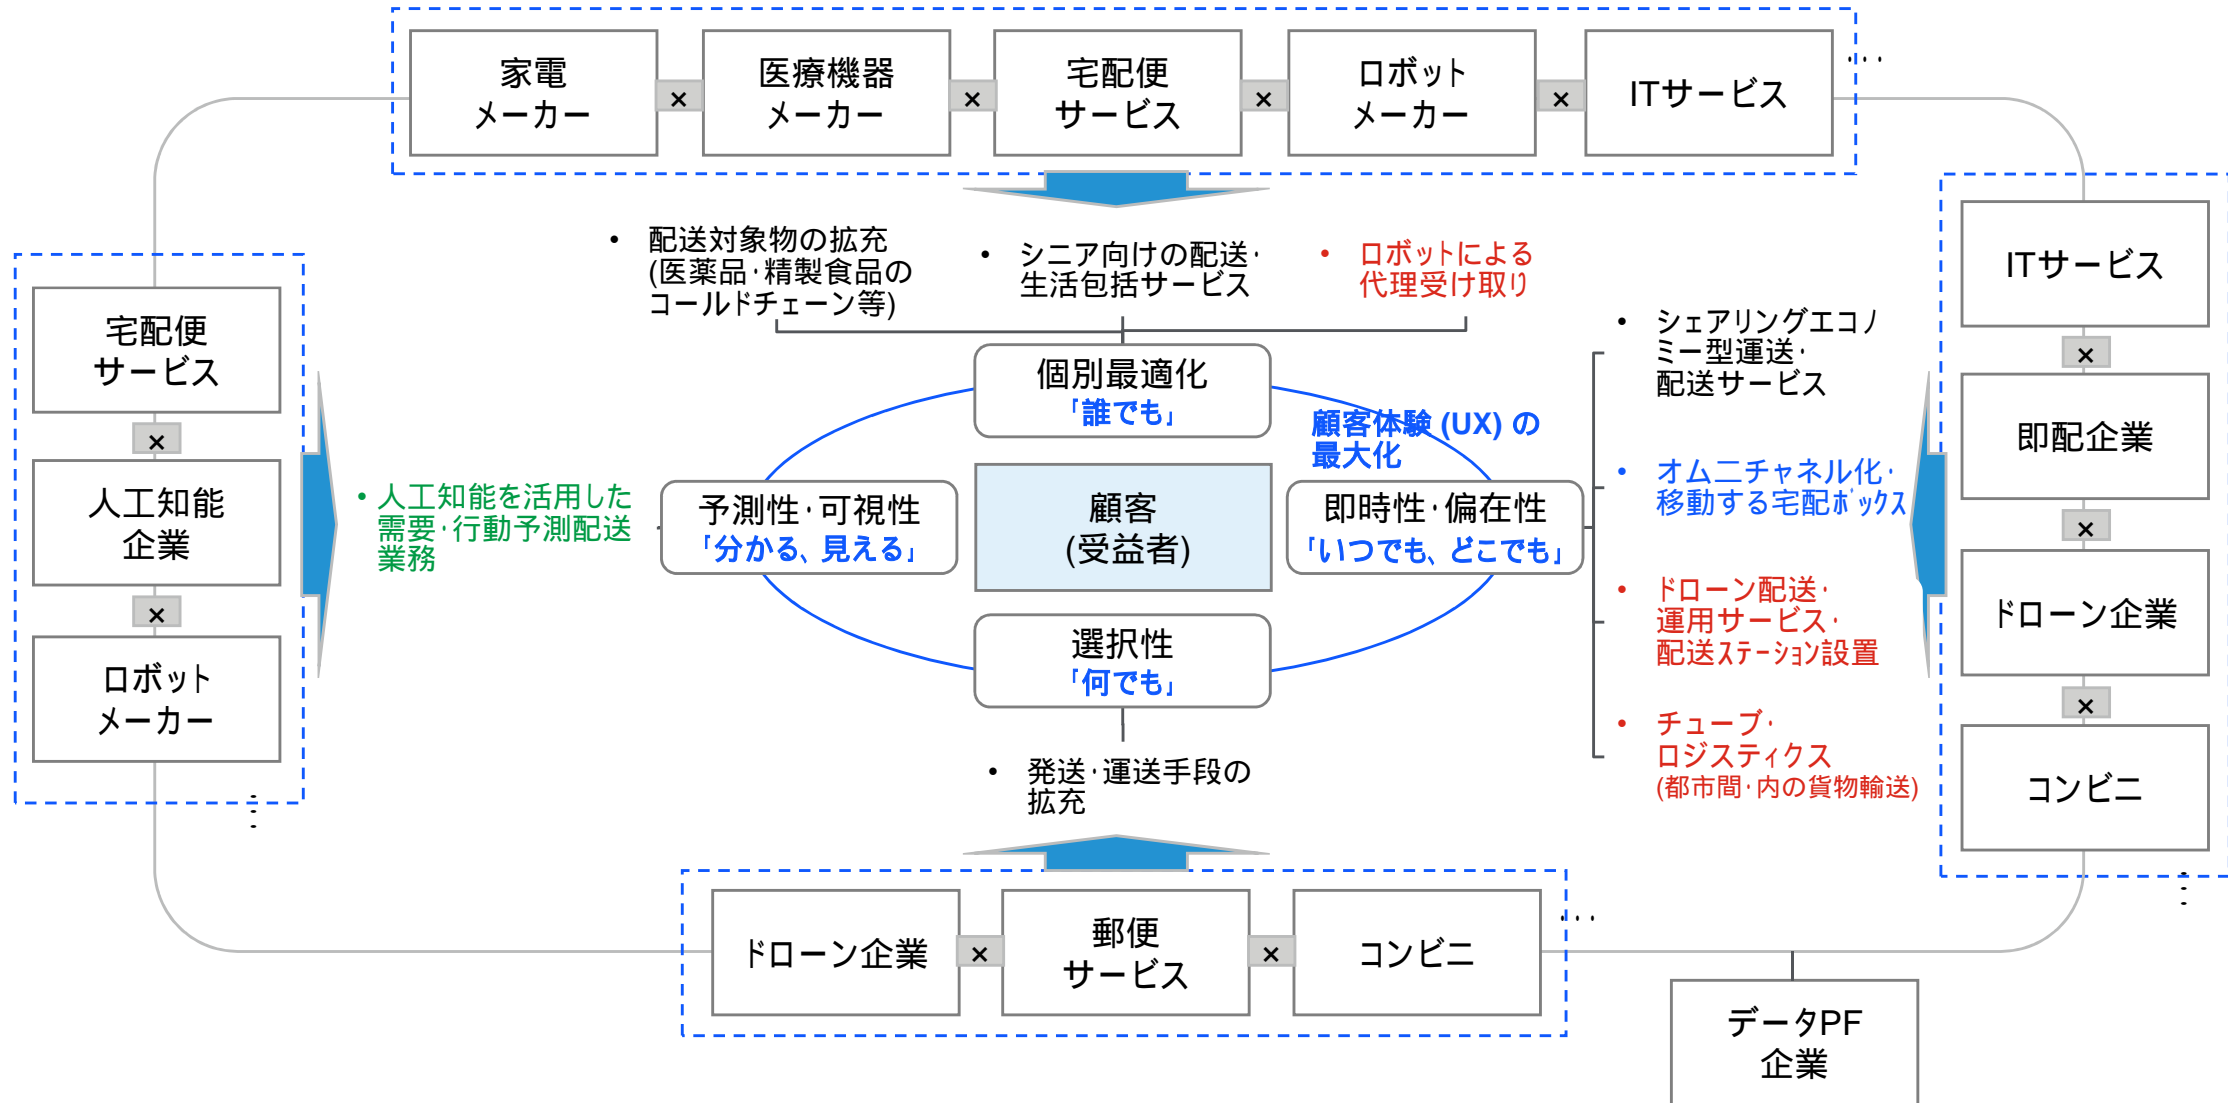 家電
メーカー
×
医療機器
メーカー
×
宅配便
サービス
×
ロボット
メーカー
×
ITサービス
…
• 配送対象物の拡充
(医薬品・精製食品の
コールドチェーン等)
• シニア向けの配送・
生活包括サービス
• ロボットによる
代理受け取り
宅配便
サービス
×
人工知能
企業
×
ロボット
メーカー
…
• 人工知能を活用した
需要・行動予測配送
業務
個別最適化
「誰でも」
顧客体験 (UX) の
最大化
予測性・可視性
「分かる、見える」
顧客
(受益者)
即時性・偏在性
「いつでも、どこでも」
選択性
「何でも」
• 発送・運送手段の
拡充
• シェアリングエコノ
ミー型運送・
配送サービス
• オムニチャネル化・
移動する宅配ボックス
• ドローン配送・
運用サービス・
配送ステーション設置
• チューブ・
ロジスティクス
(都市間・内の貨物輸送)
ITサービス
×
即配企業
×
ドローン企業
×
コンビニ
…
ドローン企業
×
郵便
サービス
×
コンビニ
…
データPF
企業